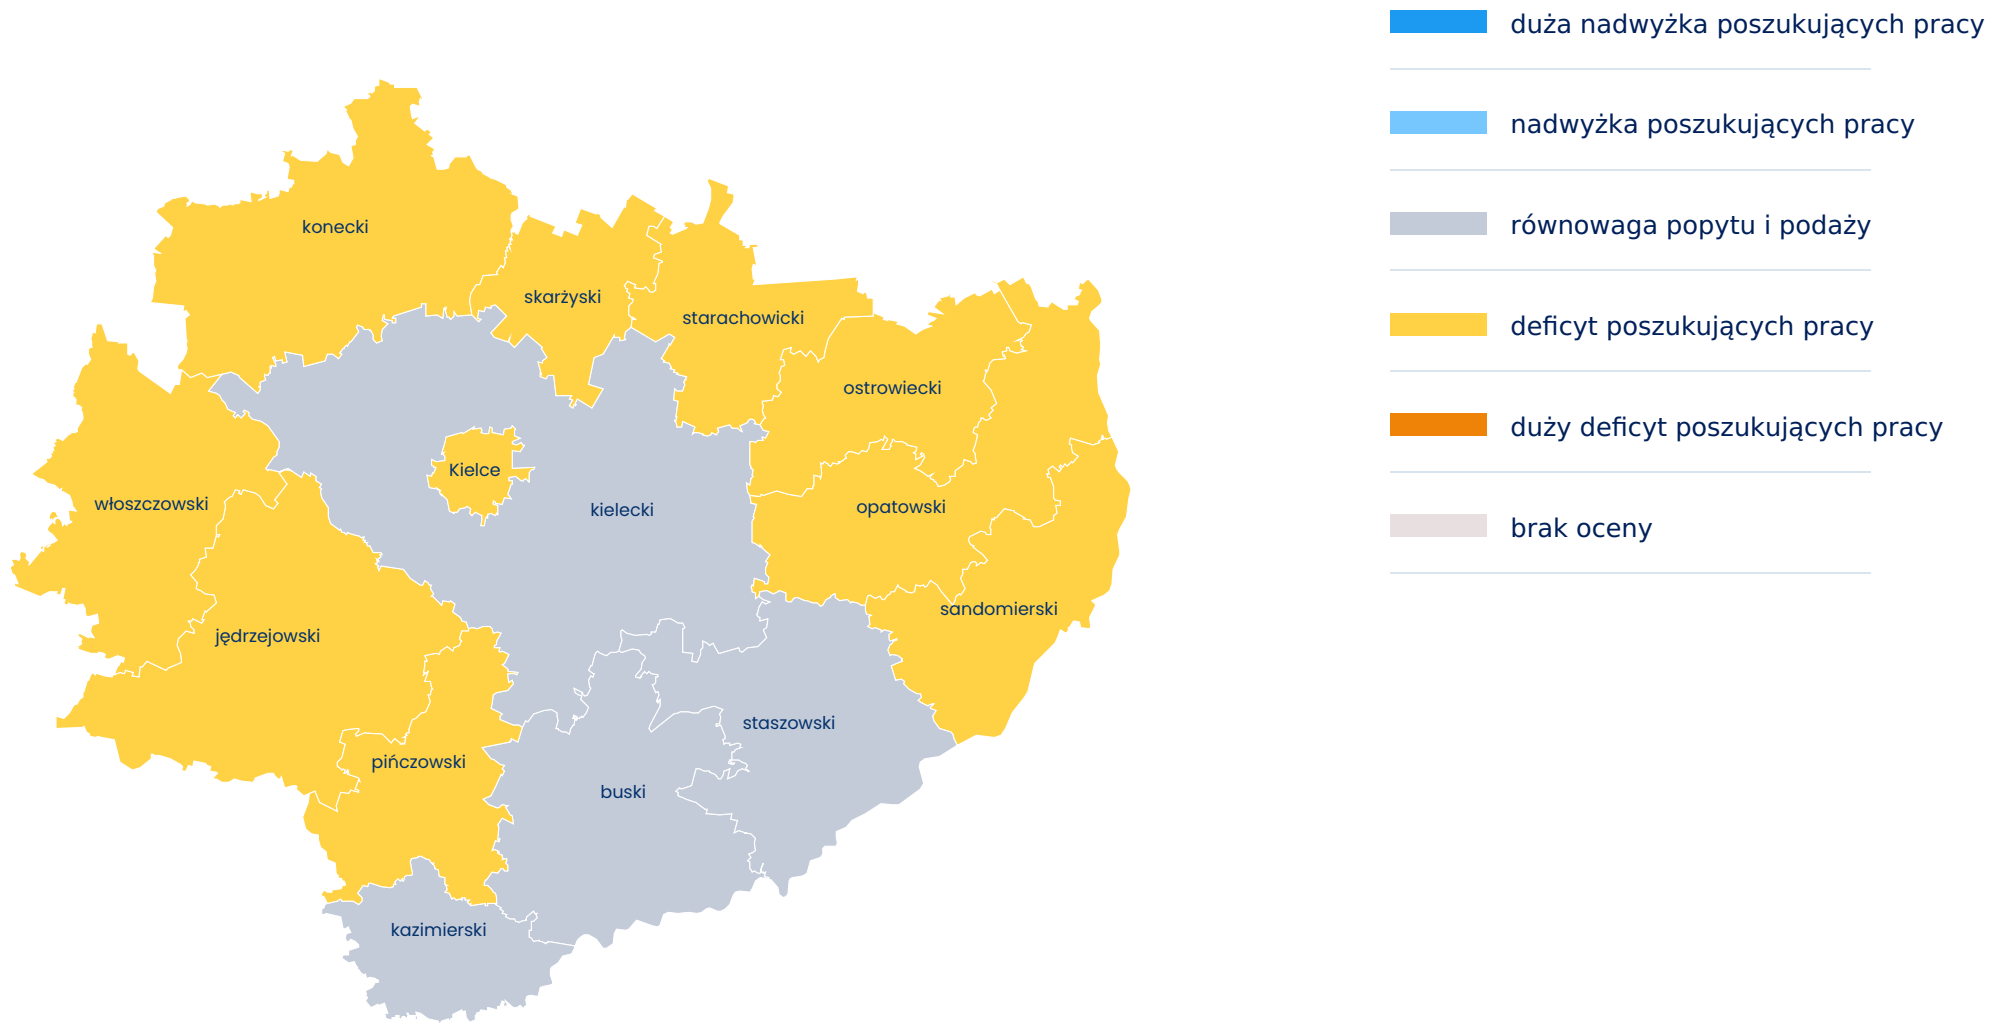 duża nadwyżka poszukujących pracy
nadwyżka poszukujących pracy
równowaga popytu i podaży
deficyt poszukujących pracy
duży deficyt poszukujących pracy
brak oceny
konecki
skarżyski
starachowicki
ostrowiecki
Kielce
włoszczowski
kielecki
opatowski
sandomierski
jędrzejowski
staszowski
pińczowski
buski
kazimierski